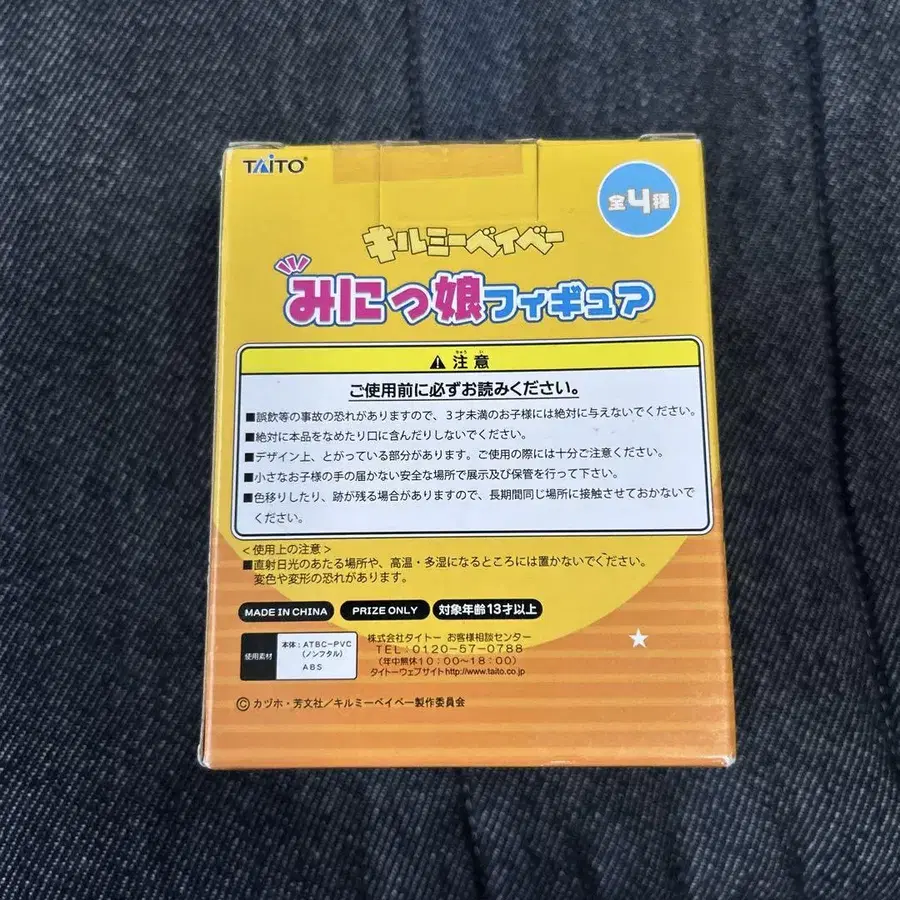 TAITO®
全4種
キルミーベイベー
みにっ娘フィギュア
注意
ご使用前に必ずお読みください。
■誤飲等の事故の恐れがありますので、3才未満のお子様には絶対に与えないでください。
■絶対に本品をなめたり口に含んだりしないでください。
■デザイン上、とがっている部分があります。ご使用の際には十分ご注意ください。
■小さなお子様の手の届かない安全な場所で展示及び保管を行って下さい。
■色移りしたり、跡が残る場合がありますので、長期間同じ場所に接触させておかないで
ください。
<使用上の注意>
■直射日光のあたる場所や、高温・多湿になるところには置かないでください。
変色や変形の恐れがあります。
MADE IN CHINA PRIZE ONLY 対象年齢13才以上
使用素材
本体:ATBC-PVC
(ノンフタル)
ABS
株式会社タイトー お客様相談センター
TEL:0120-57-0788
(年中無休10:00~18:00)
タイトーウェブサイトhttp://www.taito.co.jp
©カヅホ・芳文社/キルミーベイベー製作委員会